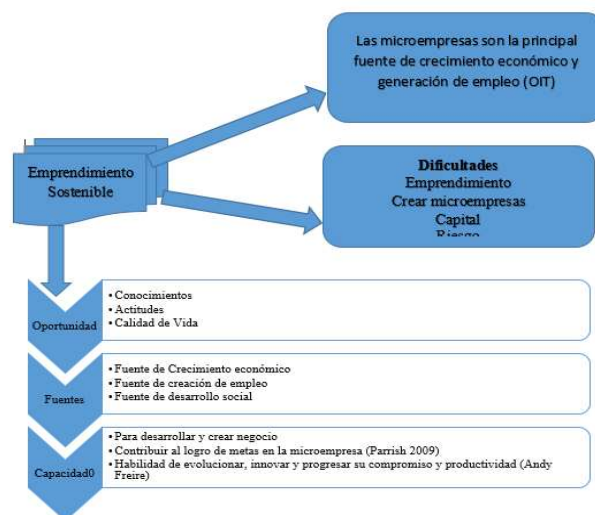 Las microempresas son la principal
fuente de crecimiento económico y
generación de empleo (OIT)
Emprendimiento
Sostenible
Dificultades
Emprendimiento
Crear microempresas
Capital
Riesgo
Oportunidad
• Conocimientos
• Actitudes
• Calidad de Vida
Fuentes
• Fuente de Crecimiento económico
• Fuente de creación de empleo
• Fuente de desarrollo social
Capacidad0
• Para desarrollar y crear negocio
• Contribuir al logro de metas en la microempresa (Parrish 2009)
• Habilidad de evolucionar, innovar y progresar su compromiso y productividad (Andy
Freire)